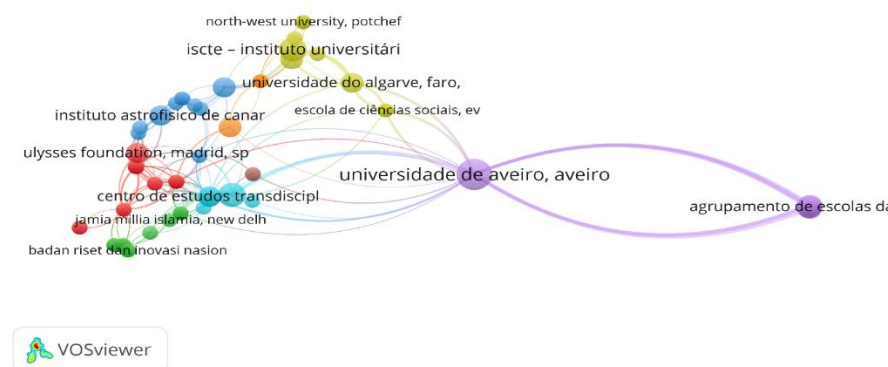 north-west university, potchef
iscte – instituto universitári
universidade do algarve, faro,
escola de ciências sociais, ev
instituto astrofisico de canar
ulysses foundation, madrid, sp
universidade de aveiro, aveiro
centro de estudos transdiscipl
agrupamento de escolas da
jamia millia islamia, new delh
badan riset dan inovasi nasion
VOSviewer